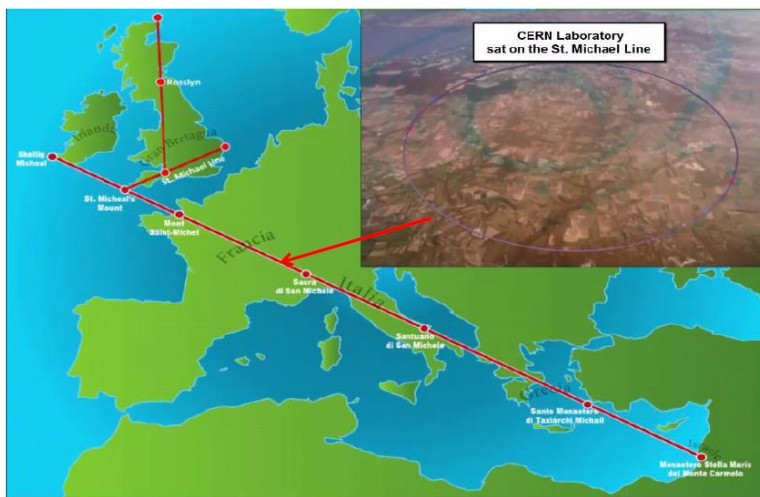 CERN Laboratory
sat on the St. Michael Line
Rosslyn
Irlanda
Gran Bretagna
Skellig
Micheal
St. Michael Line
St. Micheal's
Mount
Mont
Saint-Michel
Francia
Sacra
di San Michele
Italia
Santuario
di San Michele
Grecia
Santo Monastero
di Taxiarchi Michail
Israele
Monastero Stella Maris
del Monte Carmelo